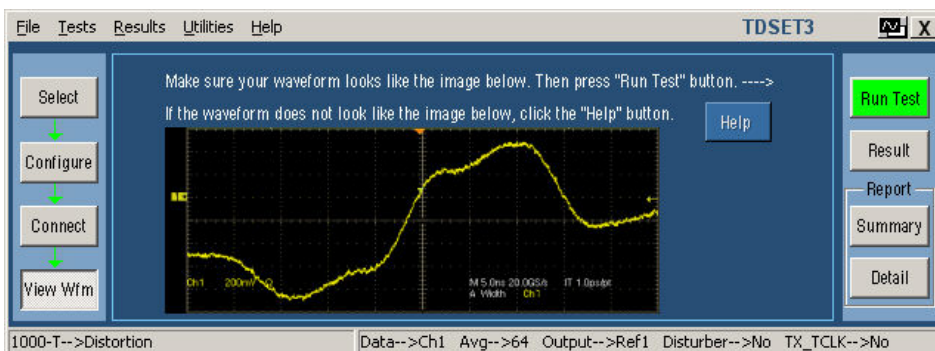 File Tests Results Utilities Help TDSET3 X
Make sure your waveform looks like the image below. Then press "Run Test" button. ---->
If the waveform does not look like the image below, click the "Help" button.
Help
Select
Configure
Connect
View Wfm
Run Test
Result
Report
Summary
Detail
Ch1 200mV Ω M 5.0ns 20.0GS/s IT 1.0ps/pt
A Width Ch1
1000-T-->Distortion Data-->Ch1 Avg-->64 Output-->Ref1 Disturber-->No TX_TCLK-->No